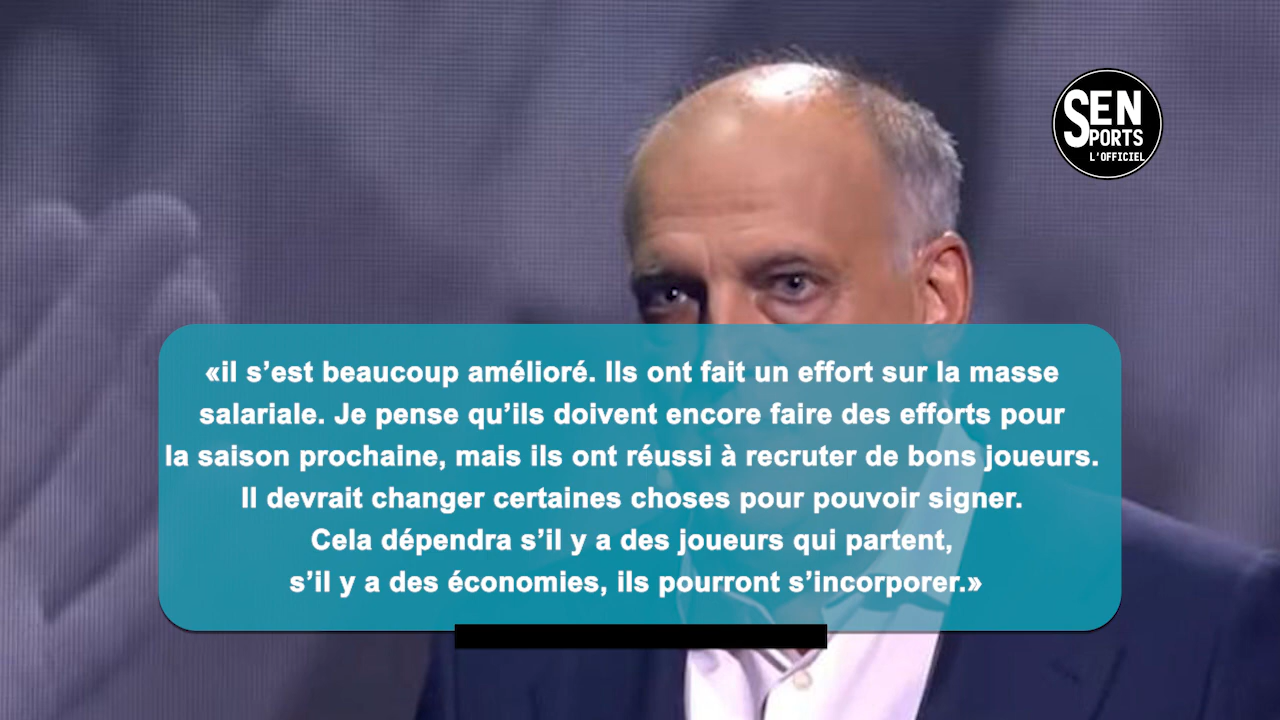 SEN
SPORTS
L'OFFICIEL
«il s’est beaucoup amélioré. Ils ont fait un effort sur la masse
salariale. Je pense qu’ils doivent encore faire des efforts pour
la saison prochaine, mais ils ont réussi à recruter de bons joueurs.
Il devrait changer certaines choses pour pouvoir signer.
Cela dépendra s’il y a des joueurs qui partent,
s’il y a des économies, ils pourront s’incorporer.»